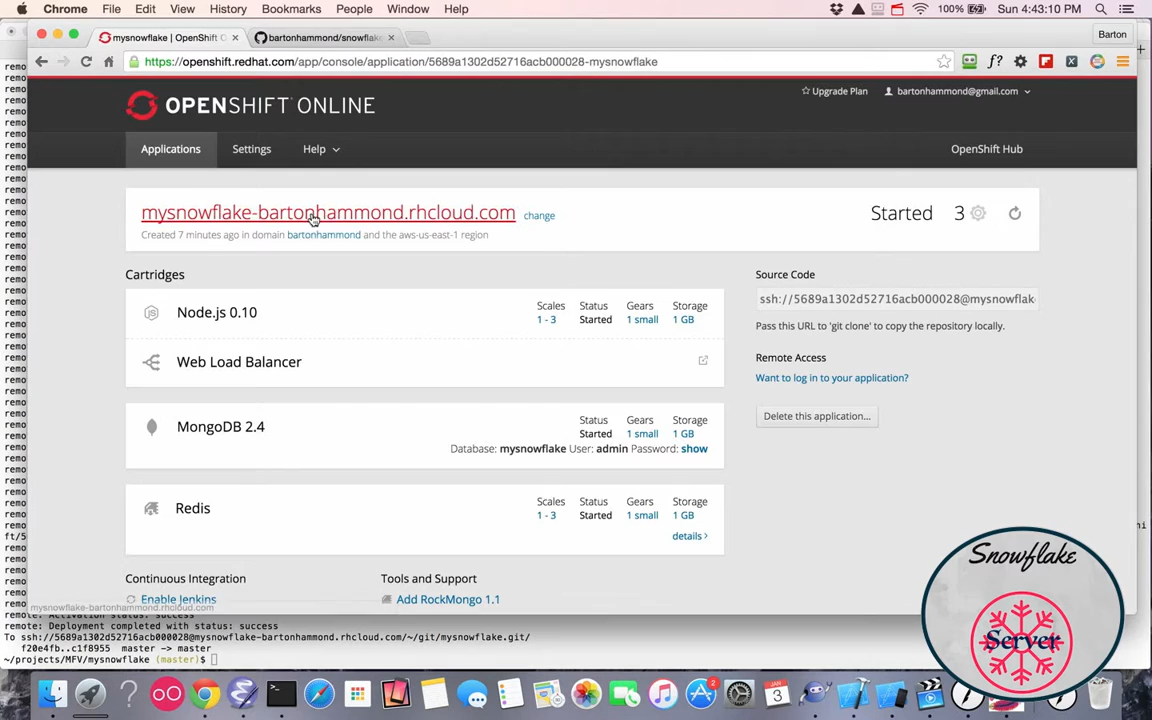 Chrome File Edit View History Bookmarks People Window Help 100% Sun 4:43:10 PM
mysnowflake | OpenShift O bartonhammond/snowflake Barton
https://openshift.redhat.com/app/console/application/5689a1302d52716acb000028-mysnowflake
OPENSHIFT ONLINE
Upgrade Plan bartonhammond@gmail.com
Applications Settings Help OpenShift Hub
mysnowflake-bartonhammond.rhcloud.com change
Started 3
Created 7 minutes ago in domain bartonhammond and the aws-us-east-1 region
Cartridges
Source Code
Node.js 0.10
Scales Status Gears Storage
1 - 3 Started 1 small 1 GB
ssh://5689a1302d52716acb000028@mysnowflak
Pass this URL to 'git clone' to copy the repository locally.
Web Load Balancer
Remote Access
Want to log in to your application?
Delete this application...
MongoDB 2.4
Status Gears Storage
Started 1 small 1 GB
Database: mysnowflake User: admin Password: show
Redis
Scales Status Gears Storage
1 - 3 Started 1 small 1 GB
details
Continuous Integration Tools and Support
Enable Jenkins Add RockMongo 1.1
mysnowflake-bartonhammond.rhcloud.com
remote: Activation status: success
remote: Deployment completed with status: success
To ssh://5689a1302d52716acb000028@mysnowflake-bartonhammond.rhcloud.com/~/git/mysnowflake.git/
f20e4fb..c1f8955 master -> master
~/projects/MFV/mysnowflake (master)$
Snowflake
Server